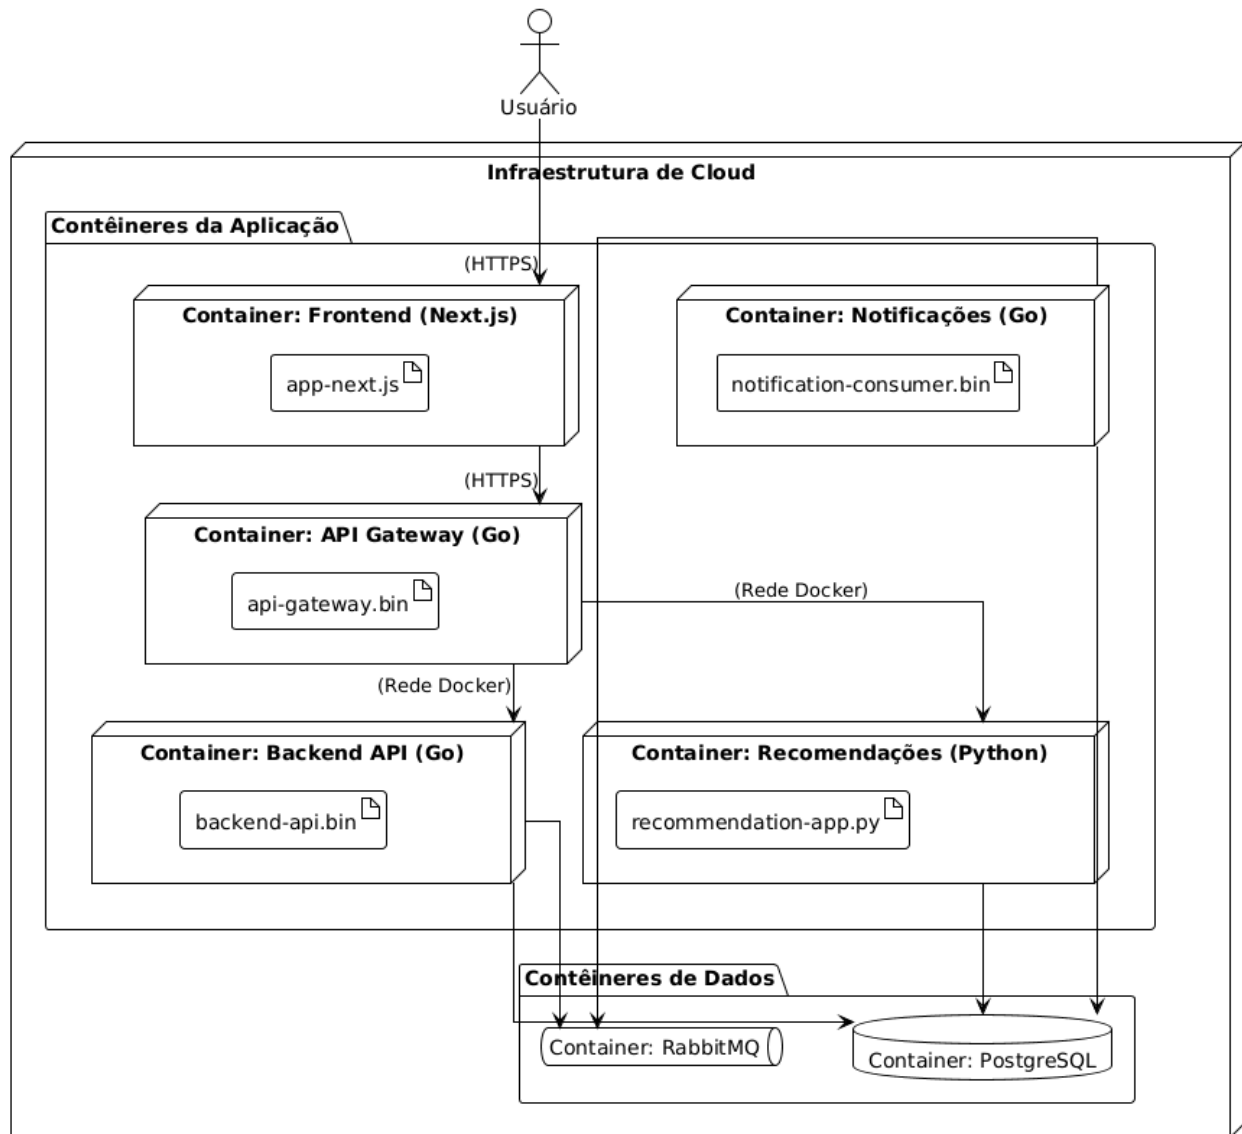 Usuário
Infraestrutura de Cloud
Contêineres da Aplicação
(HTTPS)
Container: Frontend (Next.js)
app-next.js
Container: Notificações (Go)
notification-consumer.bin
(HTTPS)
Container: API Gateway (Go)
api-gateway.bin
(Rede Docker)
(Rede Docker)
Container: Backend API (Go)
backend-api.bin
Container: Recomendações (Python)
recommendation-app.py
Contêineres de Dados
Container: RabbitMQ
Container: PostgreSQL